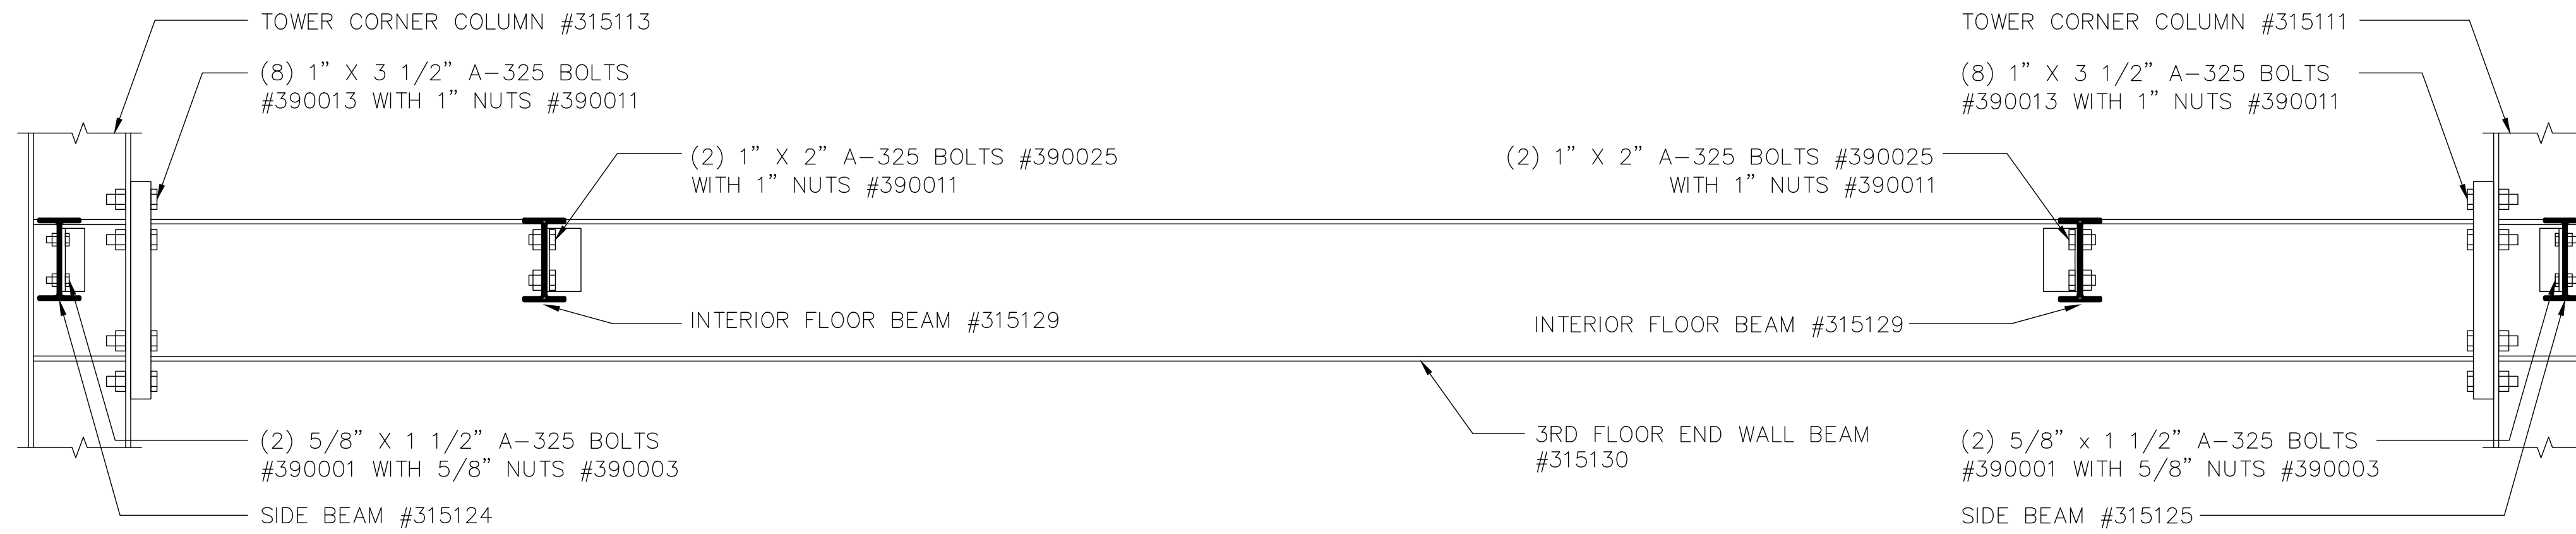 TOWER CORNER COLUMN #315113
(8) 1” X 3 1/2” A-325 BOLTS
#390013 WITH 1” NUTS #390011
(2) 1” X 2” A-325 BOLTS #390025
WITH 1” NUTS #390011
INTERIOR FLOOR BEAM #315129
(2) 5/8” X 1 1/2” A-325 BOLTS
#390001 WITH 5/8” NUTS #390003
SIDE BEAM #315124
TOWER CORNER COLUMN #315111
(8) 1” X 3 1/2” A-325 BOLTS
#390013 WITH 1” NUTS #390011
(2) 1” X 2” A-325 BOLTS #390025
WITH 1” NUTS #390011
INTERIOR FLOOR BEAM #315129
3RD FLOOR END WALL BEAM
#315130
(2) 5/8” x 1 1/2” A-325 BOLTS
#390001 WITH 5/8” NUTS #390003
SIDE BEAM #315125